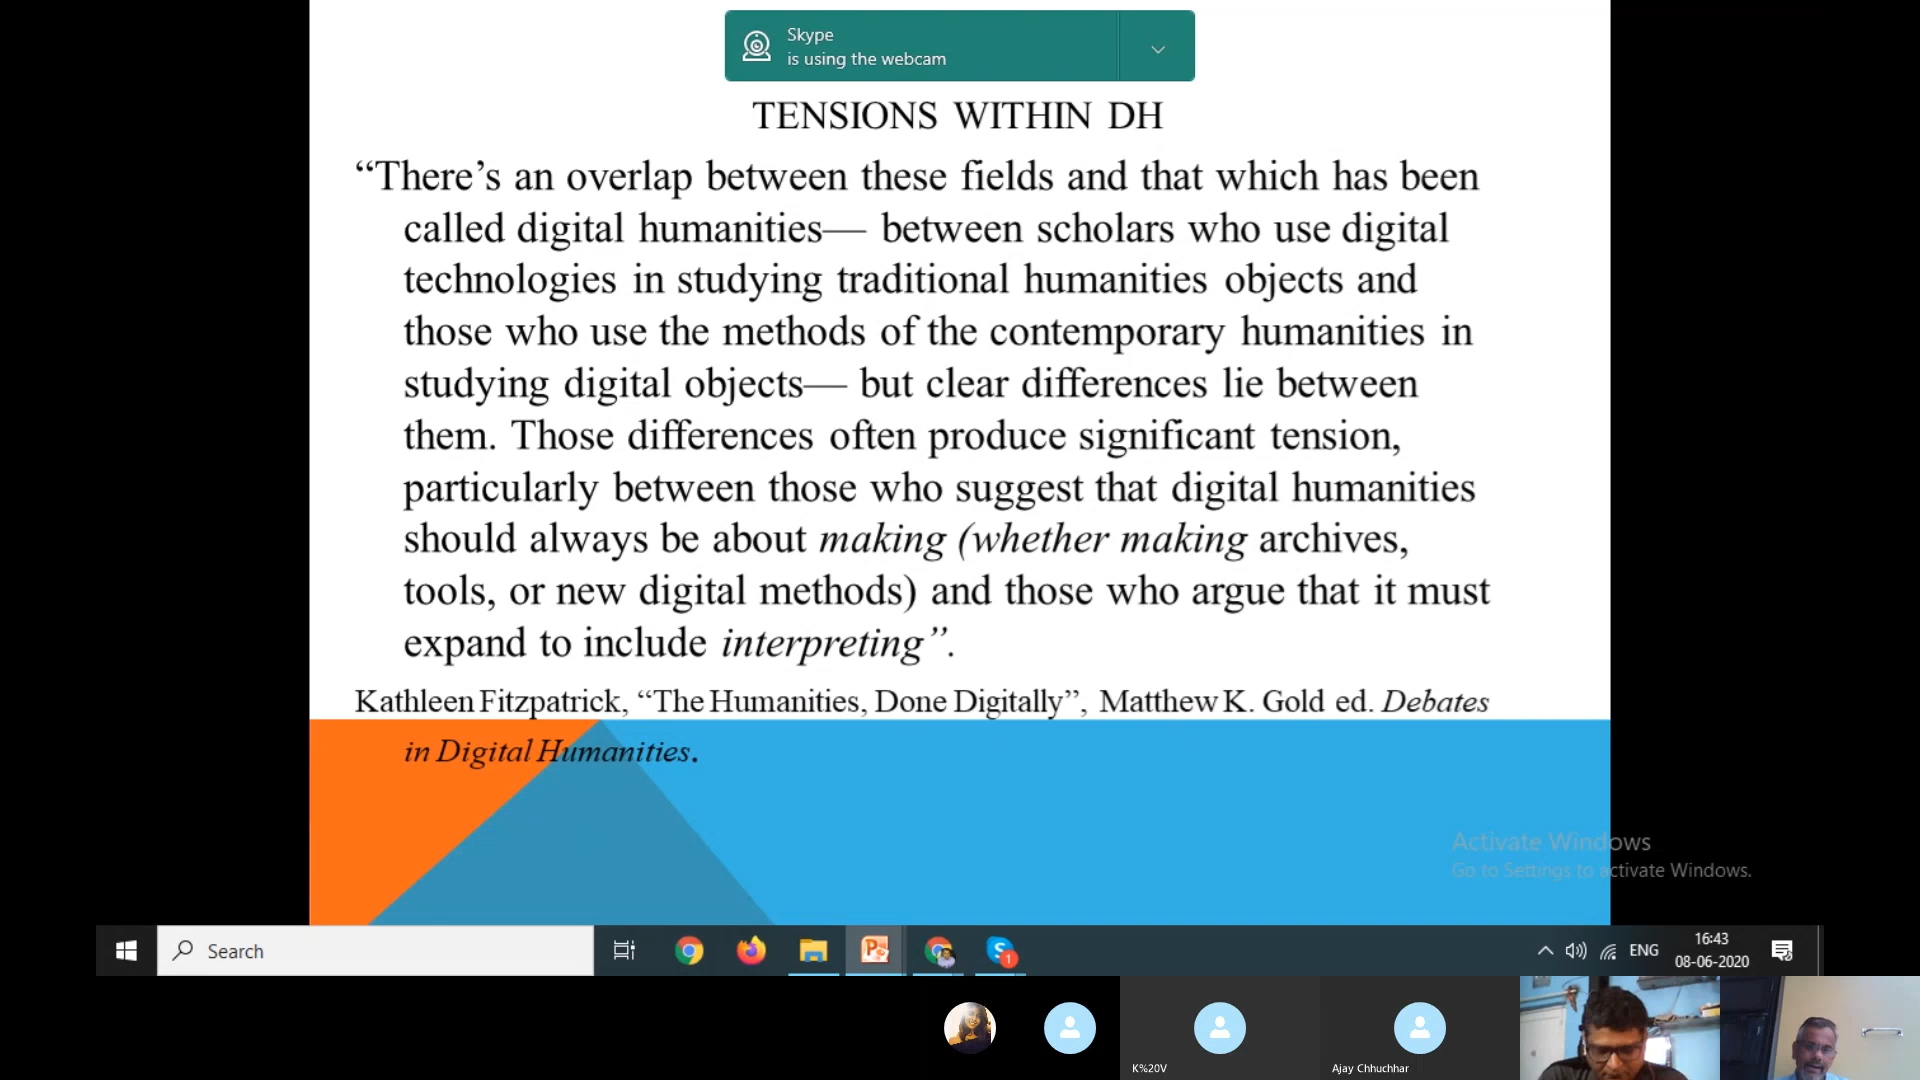 Skype
is using the webcam
TENSIONS WITHIN DH
“There’s an overlap between these fields and that which has been
called digital humanities— between scholars who use digital
technologies in studying traditional humanities objects and
those who use the methods of the contemporary humanities in
studying digital objects— but clear differences lie between
them. Those differences often produce significant tension,
particularly between those who suggest that digital humanities
should always be about making (whether making archives,
tools, or new digital methods) and those who argue that it must
expand to include interpreting”.
Kathleen Fitzpatrick, “The Humanities, Done Digitally”, Matthew K. Gold ed. Debates
in Digital Humanities.
Activate Windows
Go to Settings to activate Windows.
Search
ENG
16:43
08-06-2020
1
K%20V
Ajay Chhuchhar